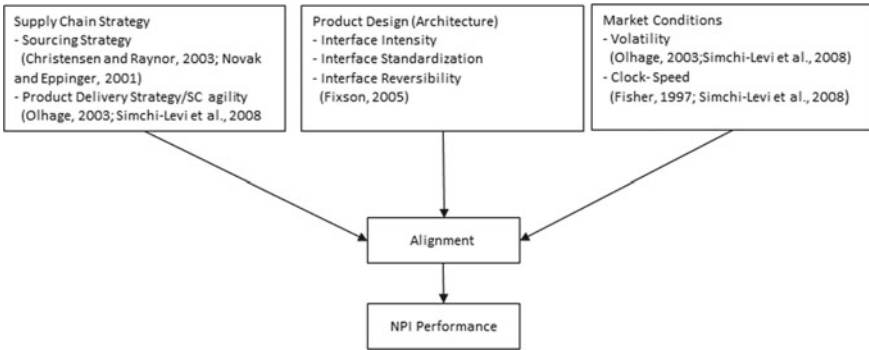 Supply Chain Strategy
- Sourcing Strategy
(Christensen and Raynor, 2003; Novak
and Eppinger, 2001)
- Product Delivery Strategy/SC agility
(Olhage, 2003; Simchi-Levi et al., 2008
Product Design (Architecture)
- Interface Intensity
- Interface Standardization
- Interface Reversibility
(Fixson, 2005)
Market Conditions
- Volatility
(Olhage, 2003;Simchi-Levi et al., 2008)
- Clock- Speed
(Fisher, 1997; Simchi-Levi et al., 2008)
Alignment
NPI Performance